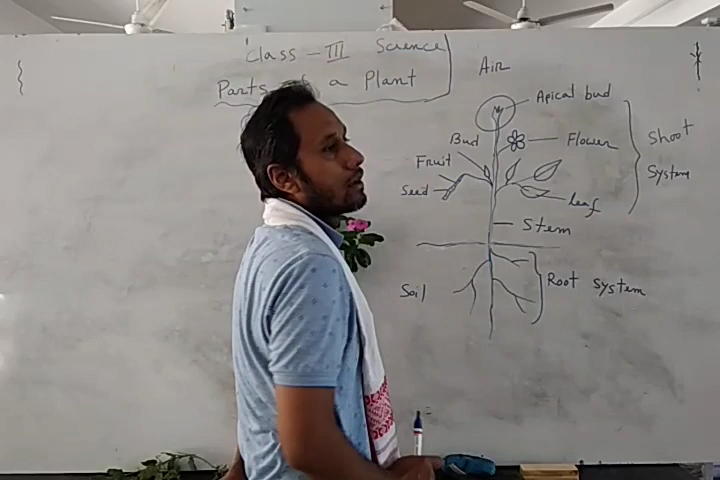 Class - III Science
Parts of a Plant
Air
Apical bud
Bud
Flower
Shoot
System
Fruit
Seed
leaf
Stem
Soil
Root system